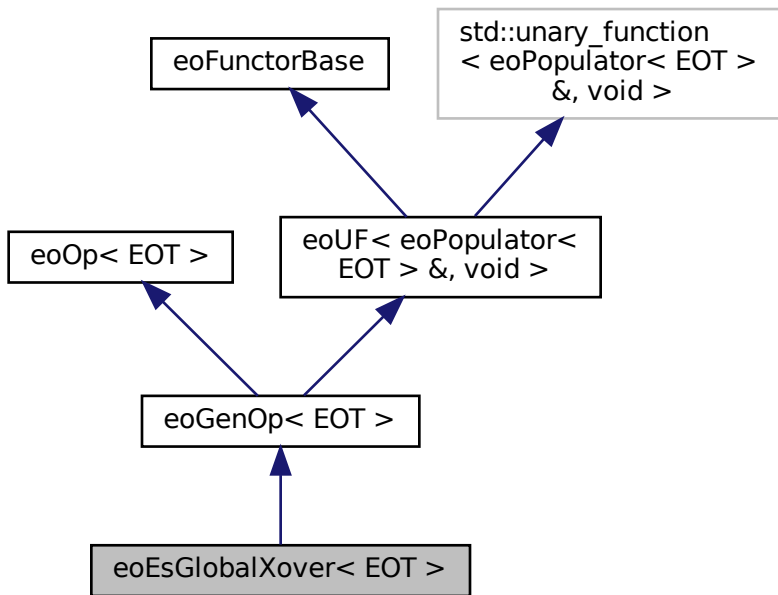 std::unary_function
< eoPopulator< EOT >
&, void >
eoFunctorBase
eoUF< eoPopulator<
EOT > &, void >
eoOp< EOT >
eoGenOp< EOT >
eoEsGlobalXover< EOT >